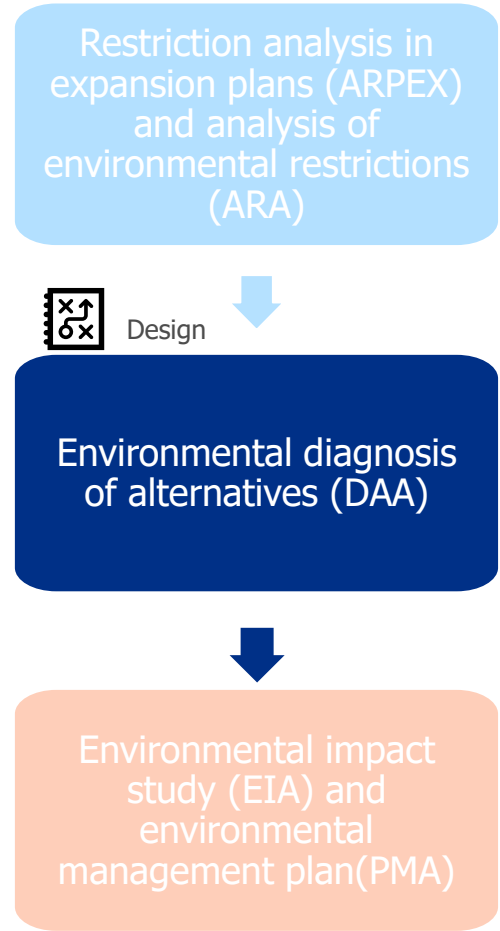 Restriction analysis in
expansion plans (ARPEX)
and analysis of
environmental restrictions
(ARA)
Design
Environmental diagnosis
of alternatives (DAA)
Environmental impact
study (EIA) and
environmental
management plan(PMA)